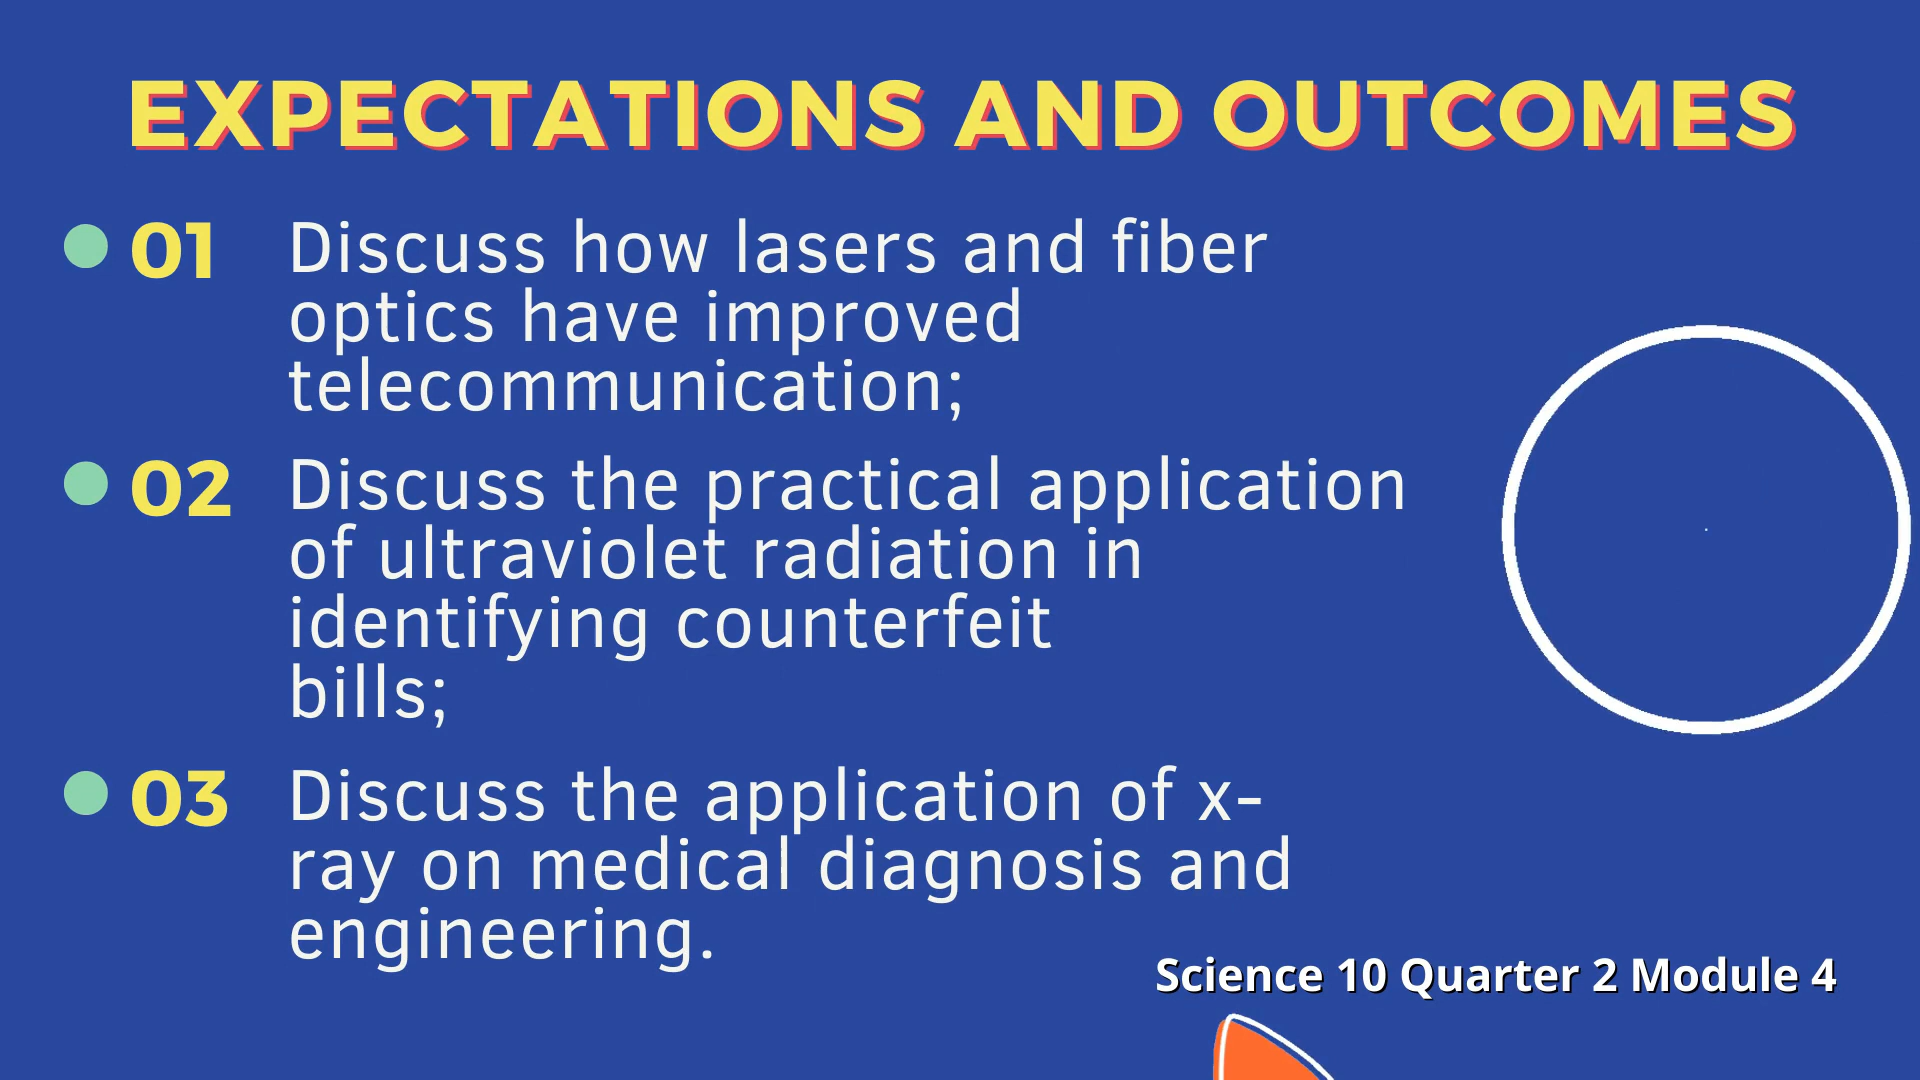 EXPECTATIONS AND OUTCOMES
01 Discuss how lasers and fiber
optics have improved
telecommunication;
02 Discuss the practical application
of ultraviolet radiation in
identifying counterfeit
bills;
03 Discuss the application of x-
ray on medical diagnosis and
engineering.
Science 10 Quarter 2 Module 4